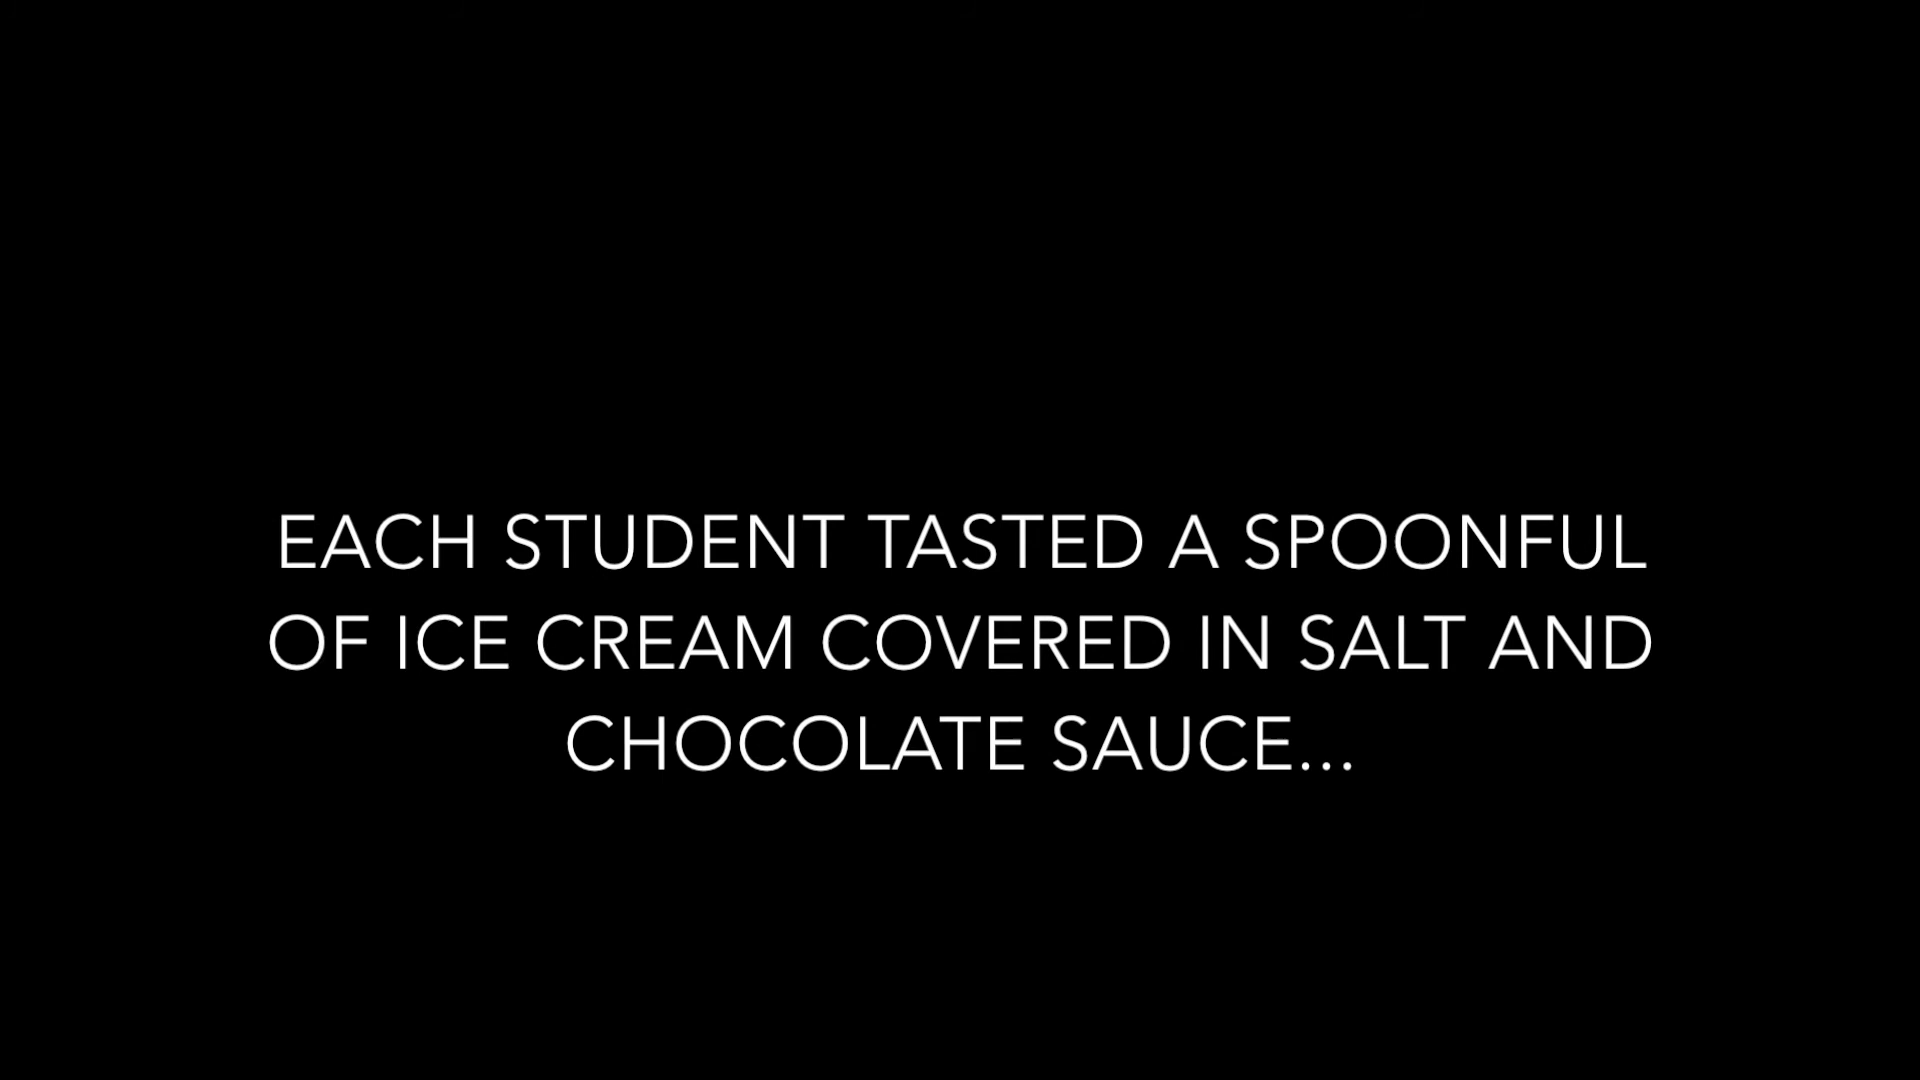 EACH STUDENT TASTED A SPOONFUL
OF ICE CREAM COVERED IN SALT AND
CHOCOLATE SAUCE...